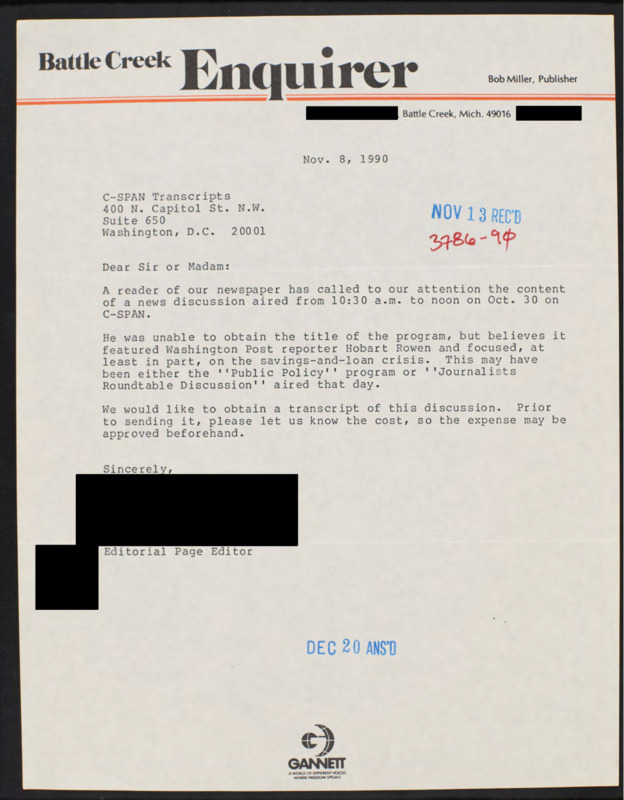 Battle Creek Enquirer
Bob Miller, Publisher
Battle Creek, Mich. 49016
Nov. 8, 1990
C-SPAN Transcripts
400 N. Capitol St. N.W.
Suite 650
Washington, D.C.  20001
NOV 13 REC'D
3786-90
Dear Sir or Madam:
A reader of our newspaper has called to our attention the content
of a news discussion aired from 10:30 a.m. to noon on Oct. 30 on
C-SPAN.
He was unable to obtain the title of the program, but believes it
featured Washington Post reporter Hobart Rowen and focused, at
least in part, on the savings-and-loan crisis.  This may have
been either the ''Public Policy'' program or ''Journalists
Roundtable Discussion'' aired that day.
We would like to obtain a transcript of this discussion.  Prior
to sending it, please let us know the cost, so the expense may be
approved beforehand.
Sincerely,
Editorial Page Editor
DEC 20 ANS'D
GANNETT
A WORLD OF DIFFERENT VOICES
WHERE FREEDOM SPEAKS